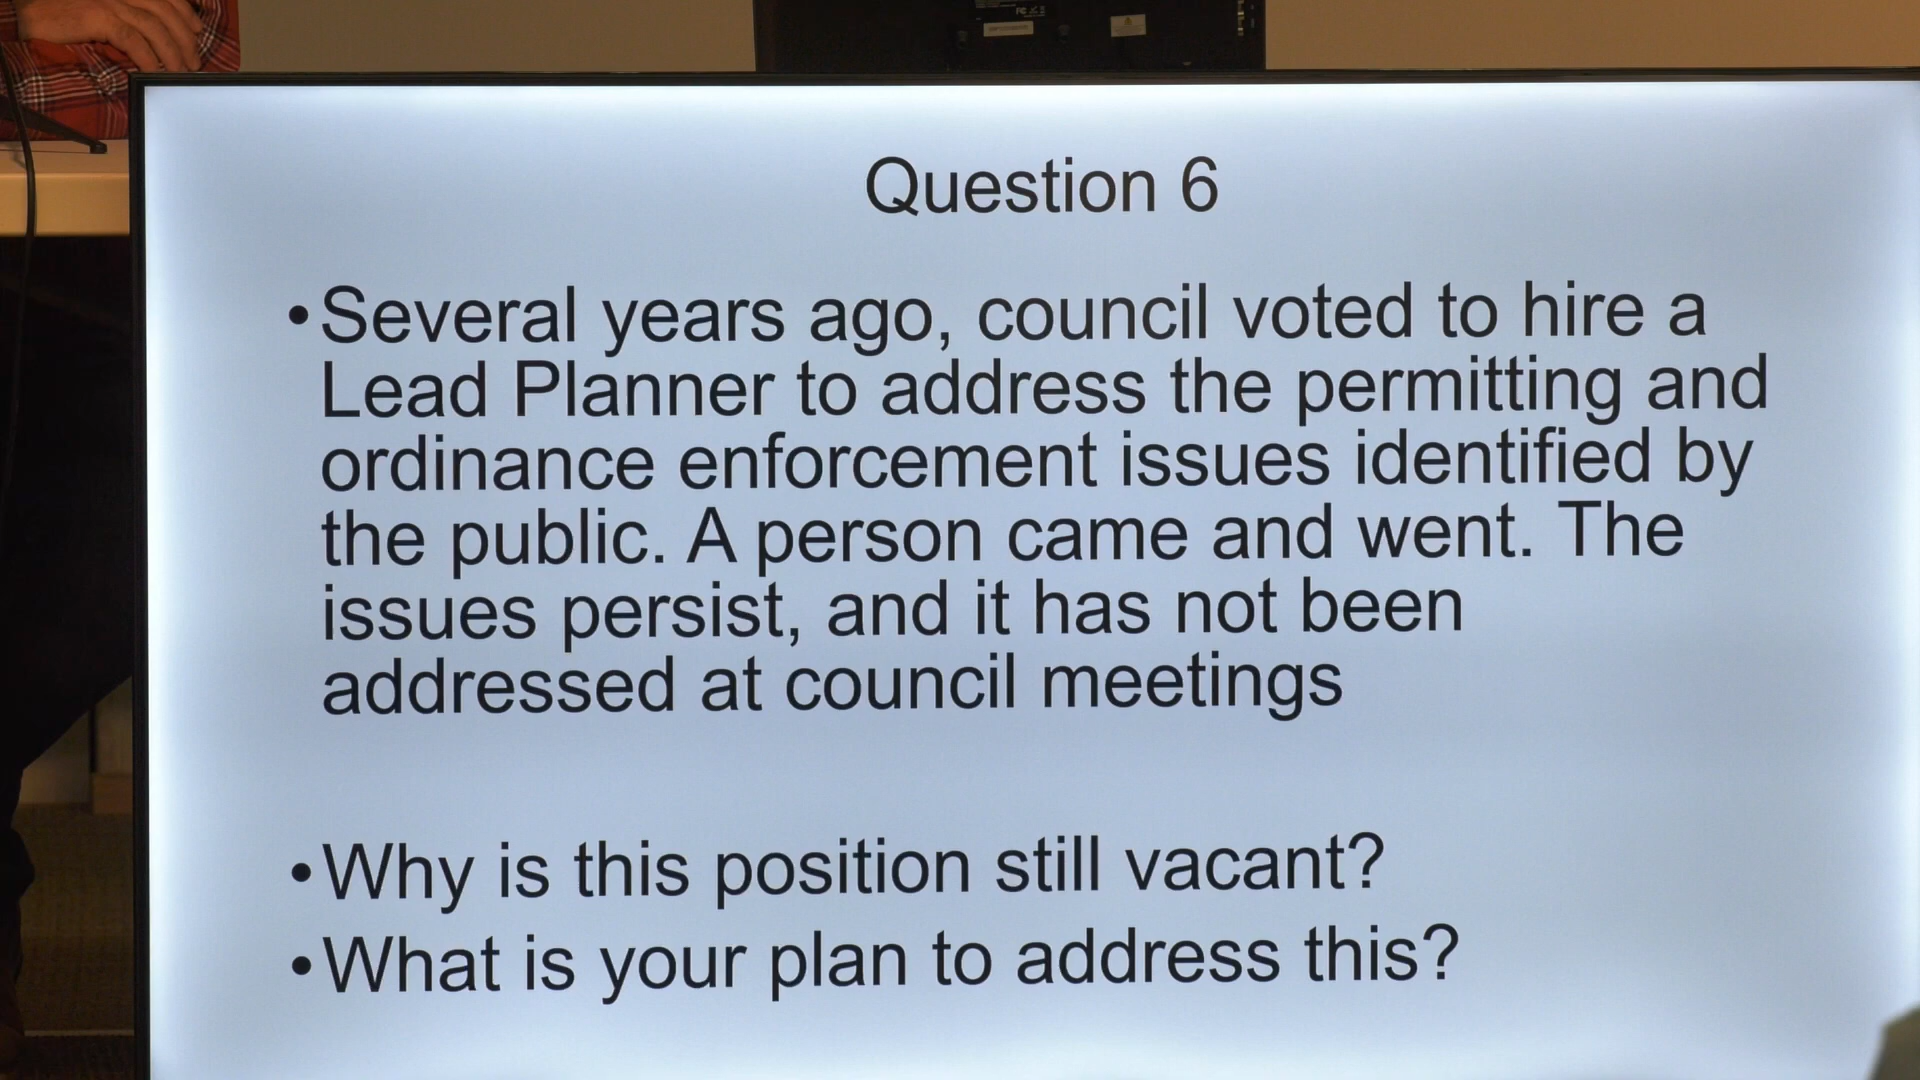 Question 6
•Several years ago, council voted to hire a
Lead Planner to address the permitting and
ordinance enforcement issues identified by
the public. A person came and went. The
issues persist, and it has not been
addressed at council meetings
•Why is this position still vacant?
•What is your plan to address this?